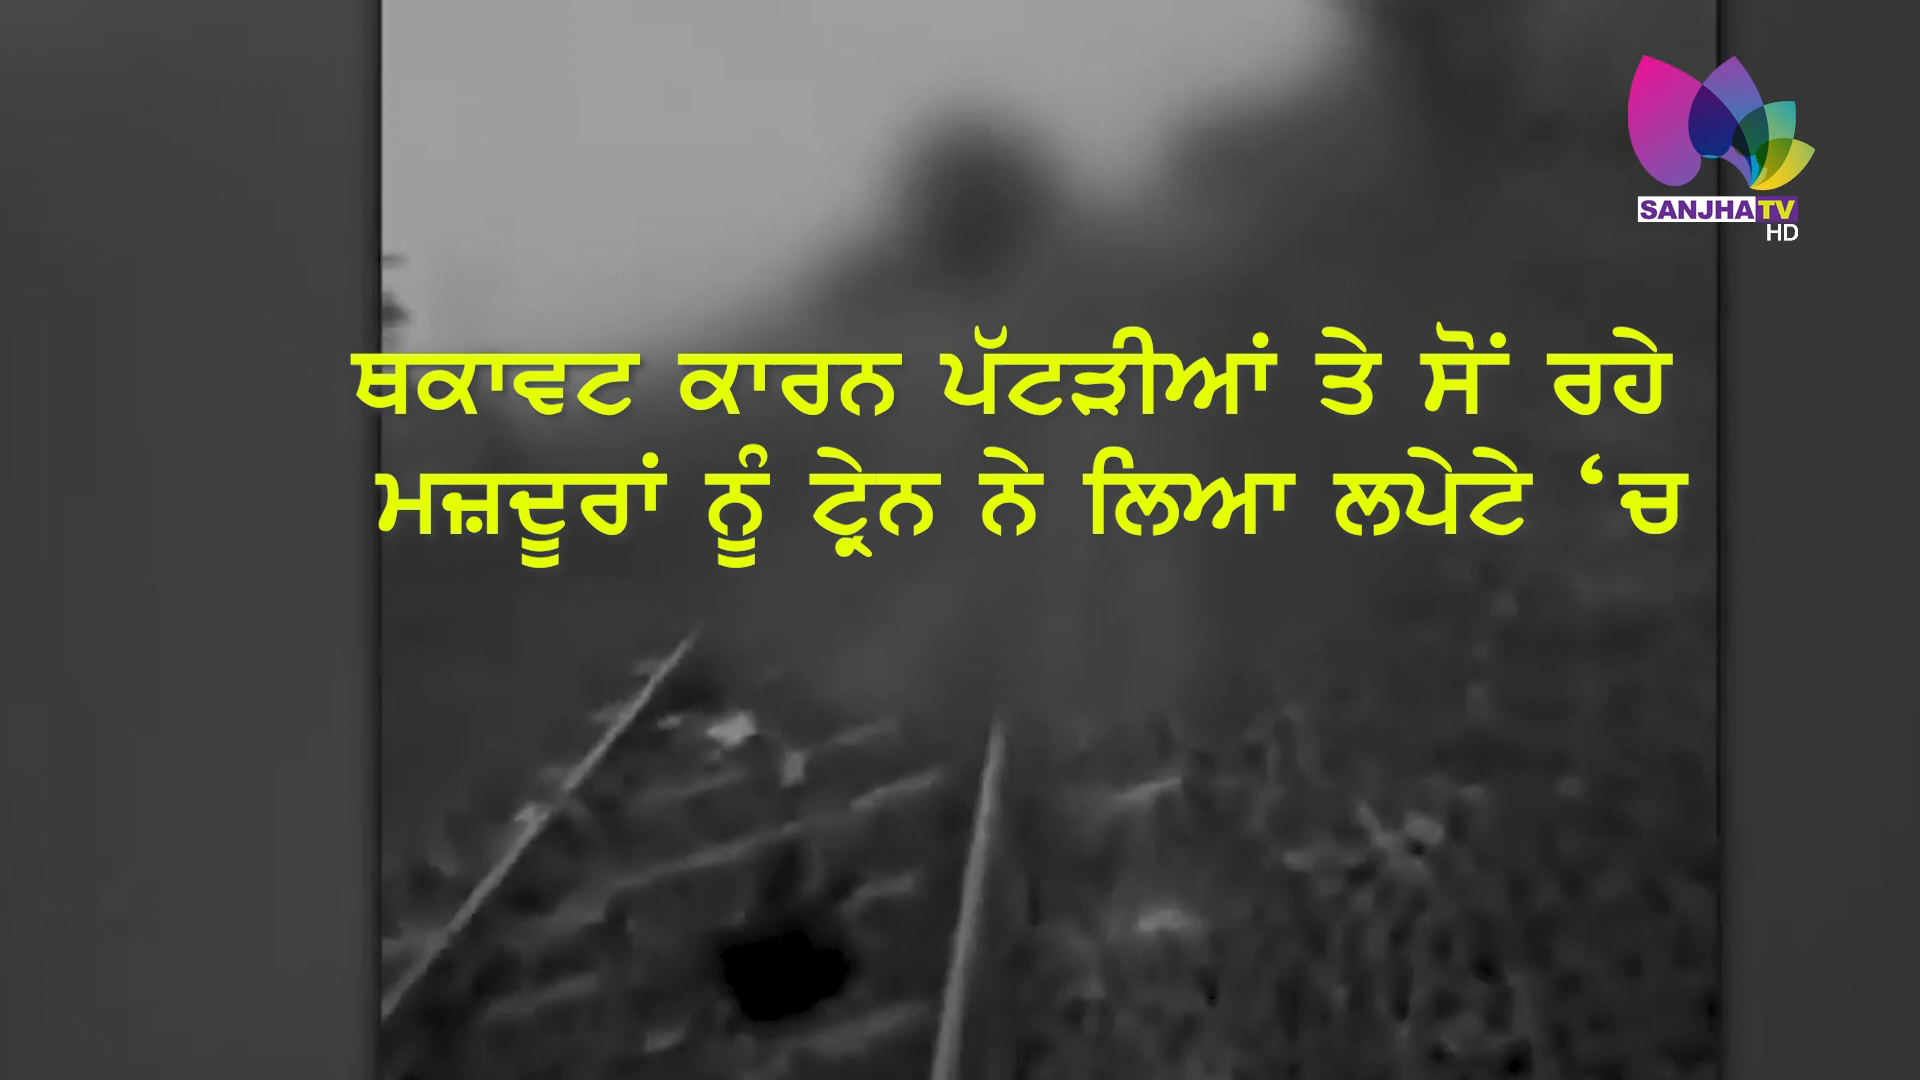 ਥਕਾਵਟ ਕਾਰਨ ਪੱਟੜੀਆਂ ਤੇ ਸੋਂ ਰਹੇ
ਮਜ਼ਦੂਰਾਂ ਨੂੰ ਟ੍ਰੇਨ ਨੇ ਲਿਆ ਲਪੇਟੇ ‘ਚ
SANJHA TV
HD